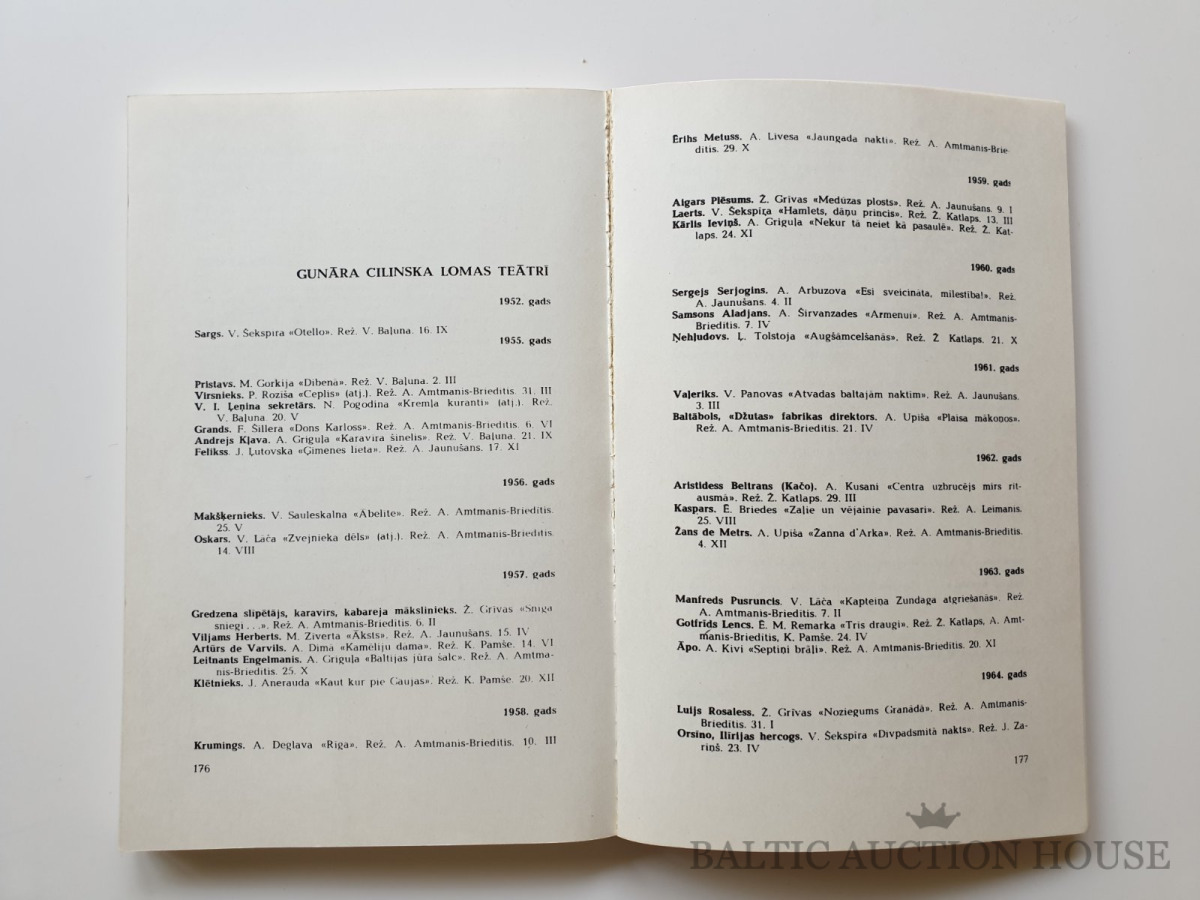 GUNĀRA CILINSKA LOMAS TEĀTRĪ
1952. gads
Sargs. V. Šekspīra «Otello». Rež. V. Baļuna. 16. IX
1955. gads
Pristavs. M. Gorkija «Dibenā». Rež. V. Baļuna. 2. III
Virsnieks. P. Rozīša «Ceplis» (atj.). Rež. A. Amtmanis-Briedītis. 31. III
V. I. Ļeņina sekretārs. N. Pogodina «Kremļa kuranti» (atj.). Rež.
V. Baļuna. 20. V
Grands. F. Šillera «Dons Karloss». Rež. A. Amtmanis-Briedītis. 6. VI
Andrejs Kļava. A. Griguļa «Karavīra šinelis». Rež. V. Baļuna. 21. IX
Felikss. J. Ļutovska «Ģimenes lieta». Rež. A. Jaunušans. 17. XI
1956. gads
Makšķernieks. V. Sauleskalna «Ābelīte». Rež. A. Amtmanis-Briedītis.
25. V
Oskars. V. Lāča «Zvejnieka dēls» (atj.). Rež. A. Amtmanis-Briedītis.
14. VIII
1957. gads
Gredzena slīpētājs, karavīrs, kabareja mākslinieks. Ž. Grīvas «Sniga
sniegi . . .». Rež. A. Amtmanis-Briedītis. 6. II
Viljams Herberts. M. Zīverta «Āksts». Rež. A. Jaunušans. 15. IV
Artūrs de Varvils. A. Dimā «Kamēliju dāma». Rež. K. Pamše. 14. VI
Leitnants Engelmanis. A. Griguļa «Baltijas jūra šalc». Rež. A. Amtma-
nis-Briedītis. 25. X
Klētnieks. J. Anerauda «Kaut kur pie Gaujas». Rež. K. Pamše. 20. XII
1958. gads
Krumings. A. Deglava «Rīga». Rež. A. Amtmanis-Briedītis. 10. III
176
Ērihs Metuss. A. Līvesa «Jaungada naktī». Rež. A. Amtmanis-Brie-
dītis. 29. X
1959. gads
Aigars Plēsums. Ž. Grīvas «Medūzas plosts». Rež. A. Jaunušans. 9. I
Laerts. V. Šekspīra «Hamlets, dāņu princis». Rež. Ž. Katlaps. 13. III
Kārlis Ieviņš. A. Griguļa «Nekur tā neiet kā pasaulē». Rež. Ž. Kat-
laps. 24. XI
1960. gads
Sergejs Serjogins. A. Arbuzova «Esi sveicināta, mīlestība!». Rež.
A. Jaunušans. 4. II
Samsons Aladjans. A. Širvanzades «Armenuī». Rež. A. Amtmanis-
Briedītis. 7. IV
Ņehļudovs. Ļ. Tolstoja «Augšāmcelšanās». Rež. Ž Katlaps. 21. X
1961. gads
Vaļeriks. V. Panovas «Atvadas baltajām naktīm». Rež. A. Jaunušans.
3. III
Baltābols, «Džutas» fabrikas direktors. A. Upīša «Plaisa mākoņos».
Rež. A. Amtmanis-Briedītis. 21. IV
1962. gads
Aristidess Beltrans (Kačo). A. Kusani «Centra uzbrucējs mirs rīt-
ausmā». Rež. Ž. Katlaps. 29. III
Kaspars. Ē. Briedes «Zaļie un vējainie pavasari». Rež. A. Leimanis.
25. VIII
Žans de Metrs. A. Upīša «Žanna d'Arka». Rež. A. Amtmanis-Briedītis.
4. XII
1963. gads
Manfreds Pusruncis. V. Lāča «Kapteiņa Zundaga atgriešanās». Rež.
A. Amtmanis-Briedītis. 7. II
Gotfrīds Lencs. Ē. M. Remarka «Trīs draugi». Rež. Ž. Katlaps, A. Amt-
manis-Briedītis, K. Pamše. 24. IV
Āpo. A. Kivi «Septiņi brāļi». Rež. A. Amtmanis-Briedītis. 20. XI
1964. gads
Luijs Rosaless. Ž. Grīvas «Noziegums Granādā». Rež. A. Amtmanis-
Briedītis. 31. I
Orsino, Ilīrijas hercogs. V. Šekspīra «Divpadsmitā nakts». Rež. J. Za-
riņš. 23. IV
177
BALTIC AUCTION HOUSE